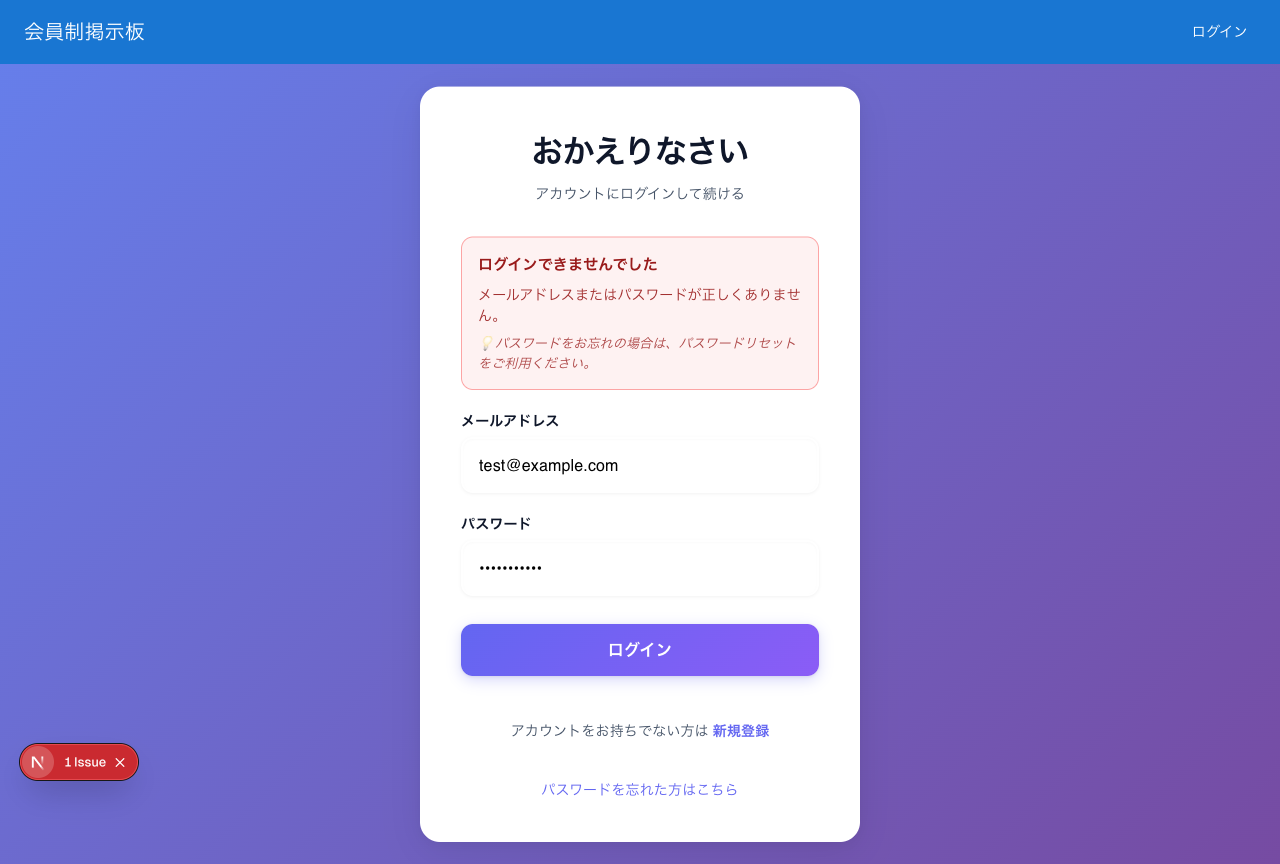 会員制掲示板
ログイン
おかえりなさい
アカウントにログインして続ける
ログインできませんでした
メールアドレスまたはパスワードが正しくありませ
ん。
💡パスワードをお忘れの場合は、パスワードリセット
をご利用ください。
メールアドレス
test@example.com
パスワード
•••••••••••
ログイン
アカウントをお持ちでない方は 新規登録
N 1 Issue ×
パスワードを忘れた方はこちら